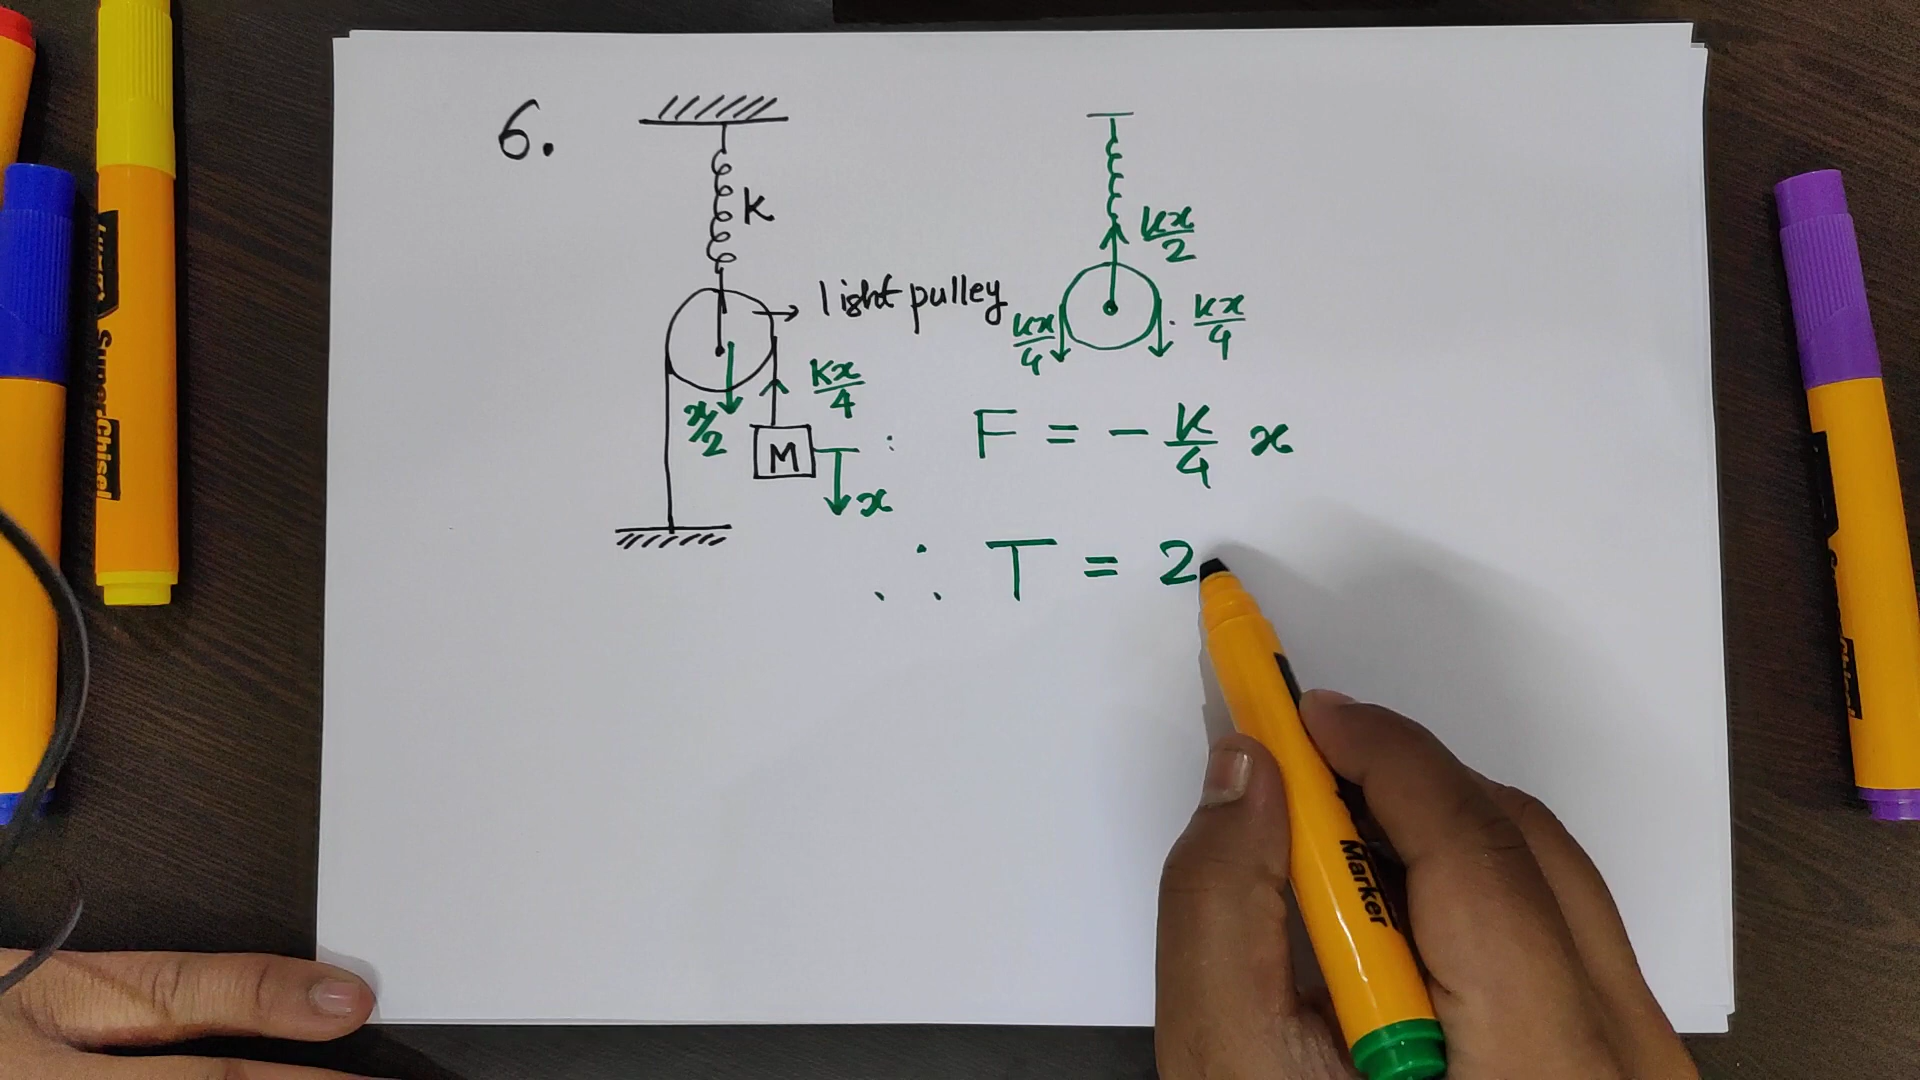 6.
K
light pulley
x/2
Kx/4
M
x
Kx/2
Kx/4
Kx/4
F = - K/4 x
∴ T = 2
SuperChisel
Marker